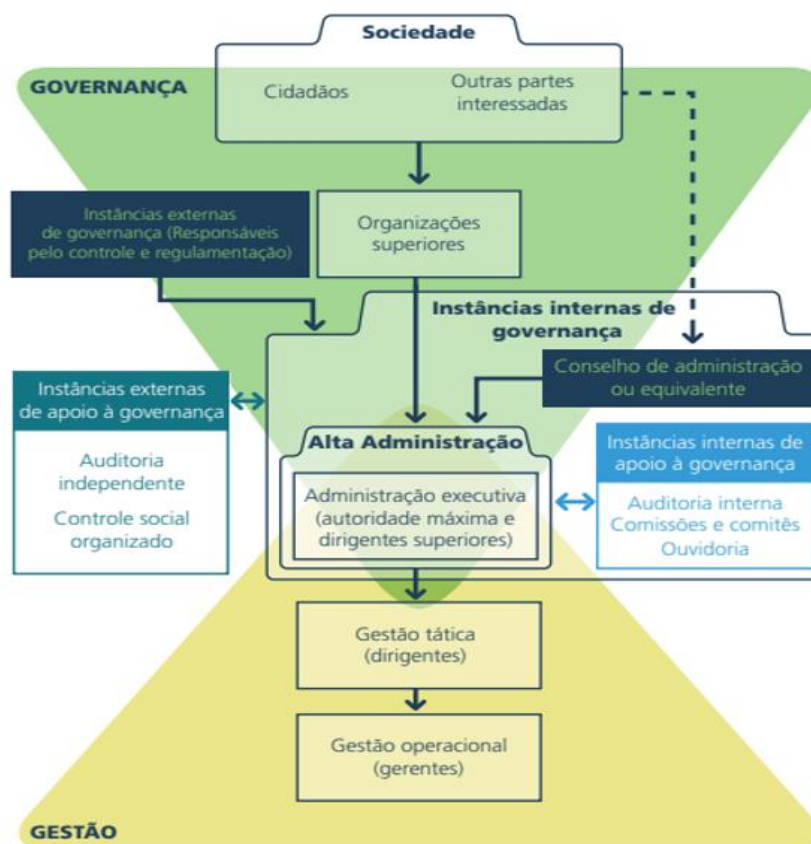 Sociedade
GOVERNANÇA
Cidadãos
Outras partes
interessadas
Instâncias externas
de governança (Responsáveis
pelo controle e regulamentação)
Organizações
superiores
Instâncias internas de
governança
Conselho de administração
ou equivalente
Instâncias externas
de apoio à governança
Auditoria
independente
Controle social
organizado
Alta Administração
Administração executiva
(autoridade máxima e
dirigentes superiores)
Instâncias internas de
apoio à governança
Auditoria interna
Comissões e comitês
Ouvidoria
Gestão tática
(dirigentes)
Gestão operacional
(gerentes)
GESTÃO